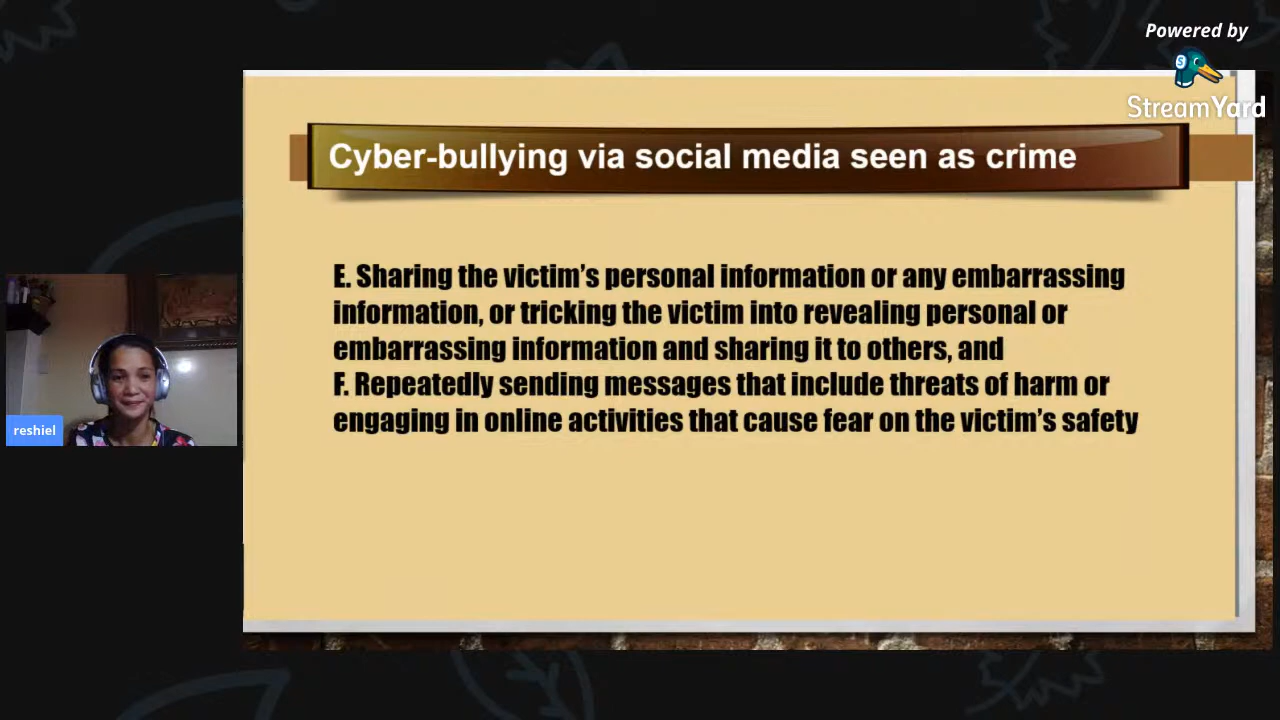 Powered by
StreamYard
Cyber-bullying via social media seen as crime
E. Sharing the victim’s personal information or any embarrassing
information, or tricking the victim into revealing personal or
embarrassing information and sharing it to others, and
F. Repeatedly sending messages that include threats of harm or
engaging in online activities that cause fear on the victim’s safety
reshiel